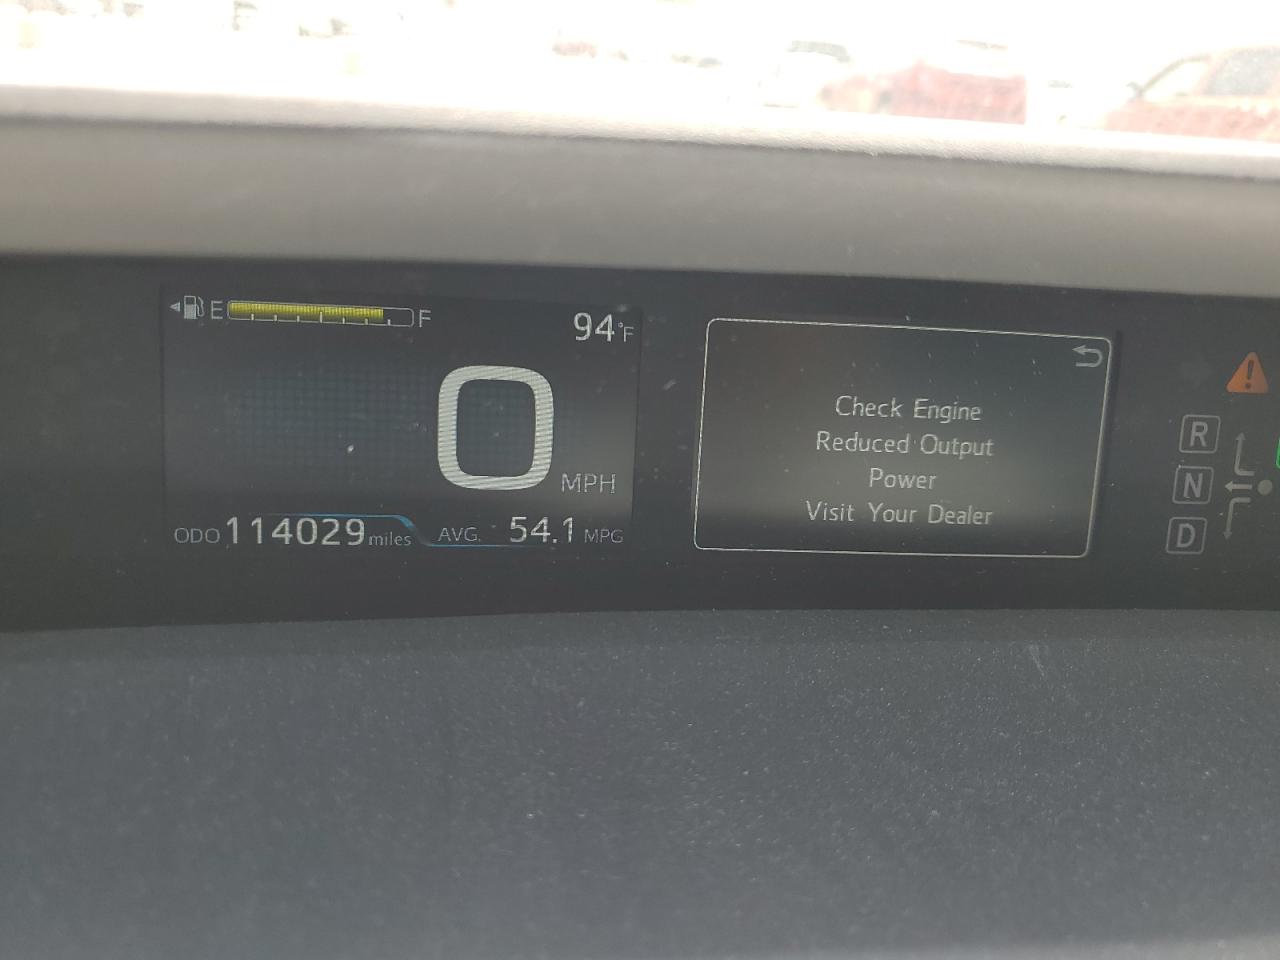 E F
94°F
0 MPH
ODO 114029 miles AVG. 54.1 MPG
Check Engine
Reduced Output
Power
Visit Your Dealer
R
N
D